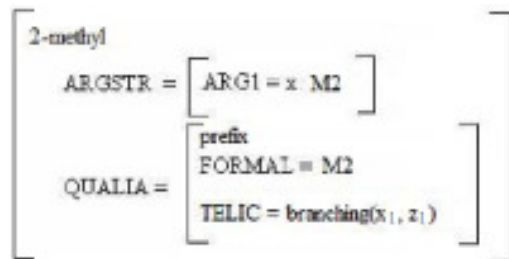 2-methyl
ARGSTR = [ ARG1 = x M2 ]
prefix
FORMAL = M2
QUALIA =
TELIC = branching(x₁, z₁)